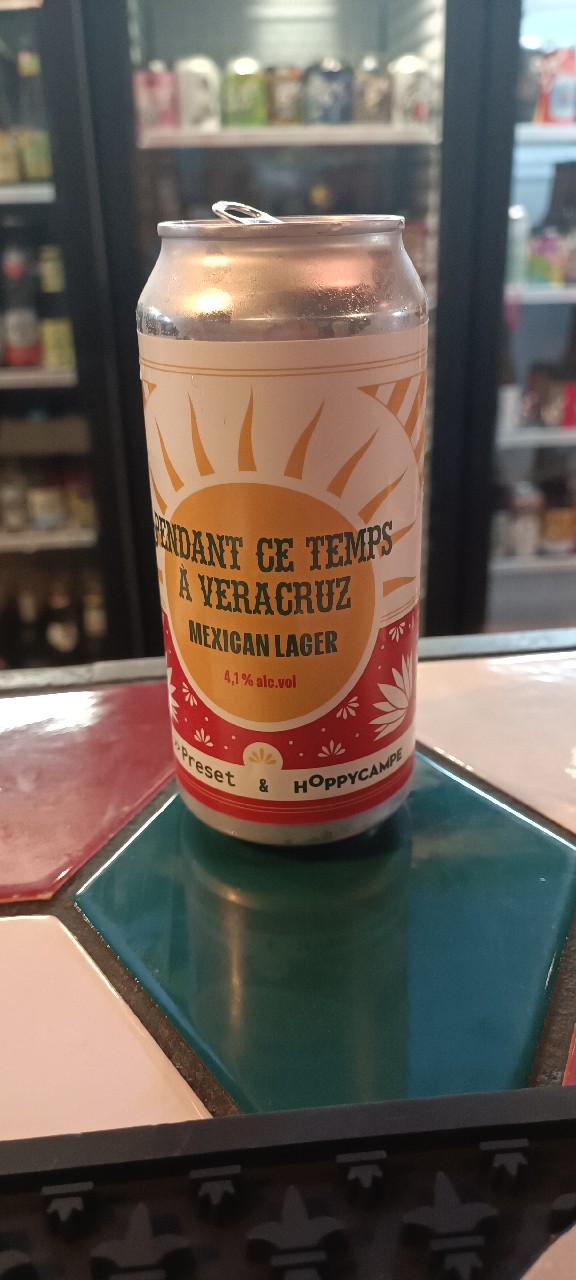 PENDANT CE TEMPS
À VERACRUZ
MEXICAN LAGER
4,1 % alc.vol
Preset & HOPPYCAMPE